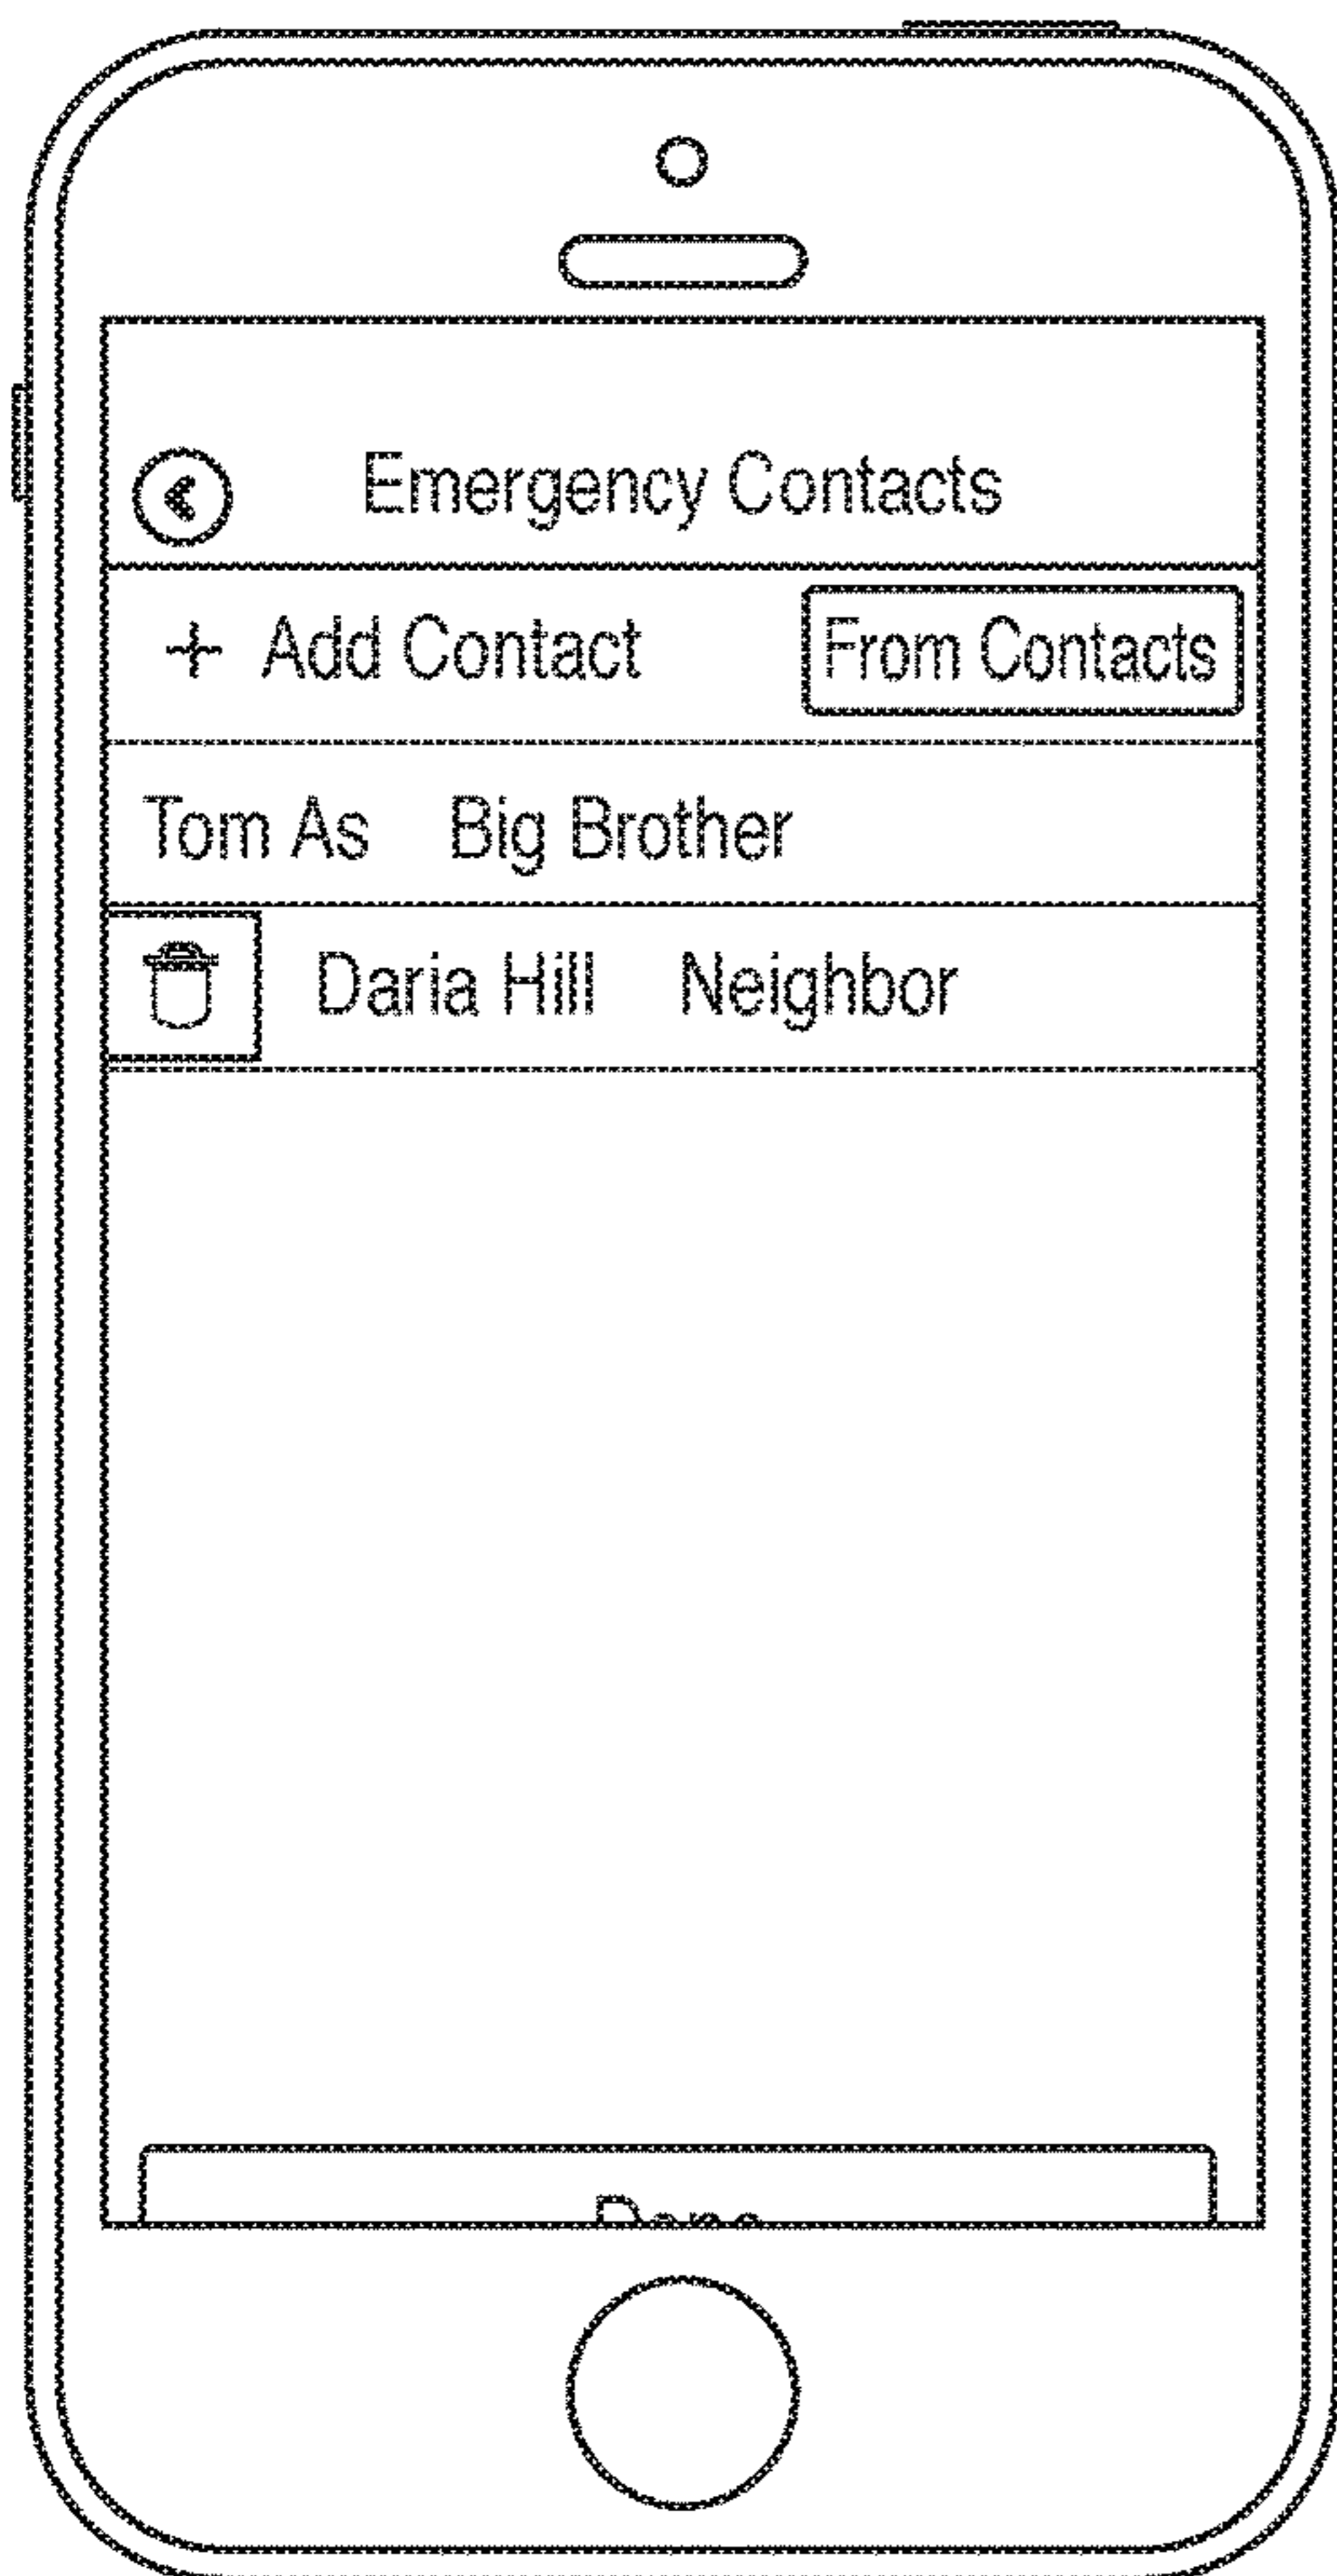 Emergency Contacts
+ Add Contact From Contacts
Tom As Big Brother
Daria Hill Neighbor